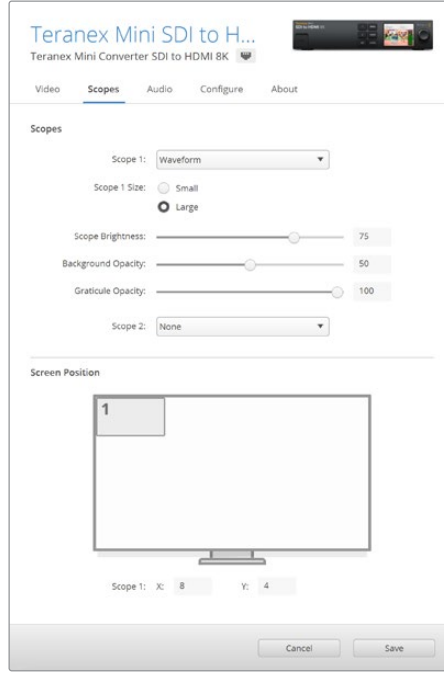 Teranex Mini SDI to H...
Teranex Mini Converter SDI to HDMI 8K
Video Scopes Audio Configure About
Scopes
Scope 1: Waveform
Scope 1 Size: Small
Large
Scope Brightness: 75
Background Opacity: 50
Graticule Opacity: 100
Scope 2: None
Screen Position
1
Scope 1: X: 8 Y: 4
Cancel Save